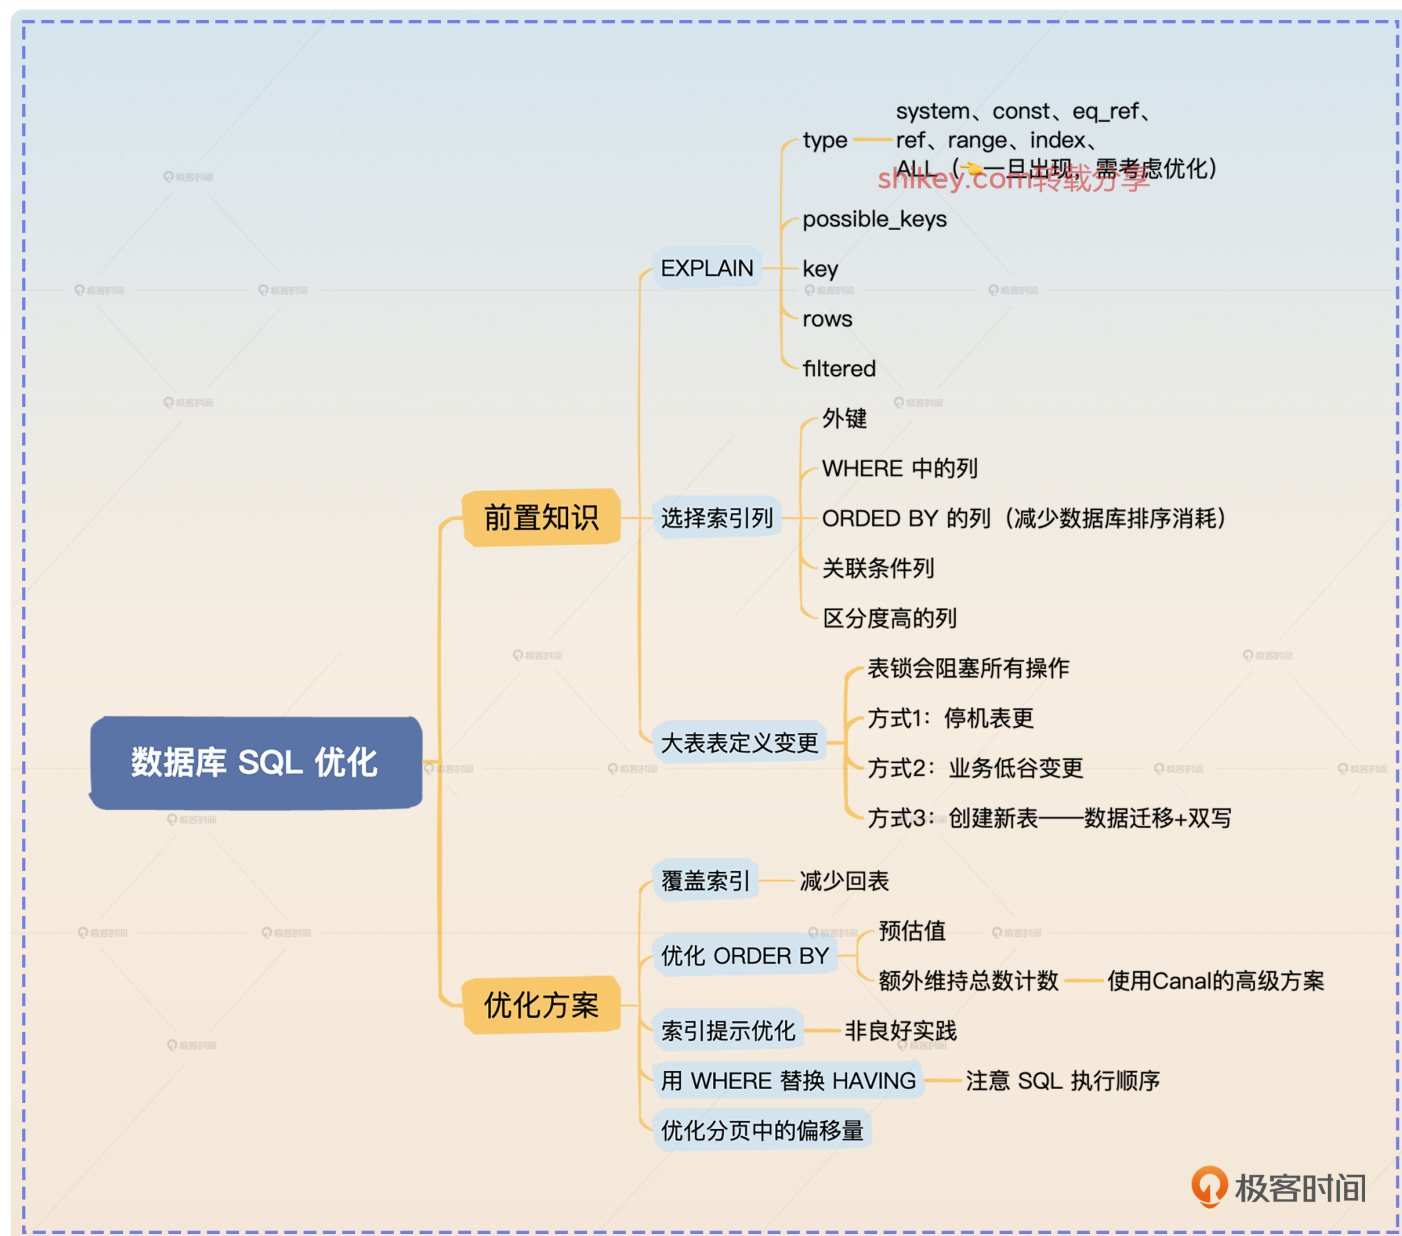 system、const、eq_ref、
type
ref、range、index、
ALL（👈一旦出现，需考虑优化）
shikey.com转载分享
possible_keys
EXPLAIN
key
rows
filtered
外键
WHERE 中的列
前置知识
选择索引列
ORDED BY 的列（减少数据库排序消耗）
关联条件列
区分度高的列
表锁会阻塞所有操作
方式1：停机表更
大表表定义变更
数据库 SQL 优化
方式2：业务低谷变更
方式3：创建新表——数据迁移+双写
覆盖索引
减少回表
优化 ORDER BY
预估值
额外维持总数计数
使用Canal的高级方案
优化方案
索引提示优化
非良好实践
用 WHERE 替换 HAVING
注意 SQL 执行顺序
优化分页中的偏移量
极客时间